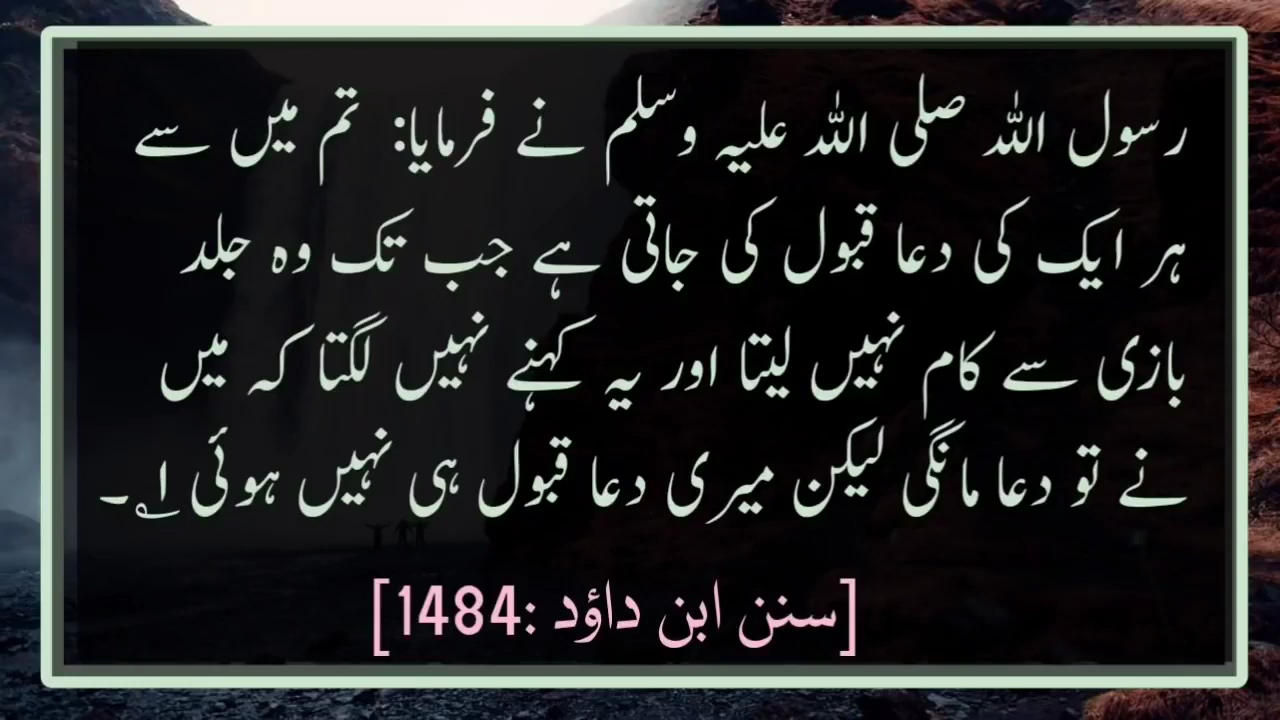 رسول اللہ صلی اللہ علیہ وسلم نے فرمایا: تم میں سے
ہر ایک کی دعا قبول کی جاتی ہے جب تک وہ جلد
بازی سے کام نہیں لیتا اور یہ کہنے نہیں لگتا کہ میں
نے تو دعا مانگی لیکن میری دعا قبول ہی نہیں ہوئی ؂۱۔
[سنن ابن داؤد :1484]